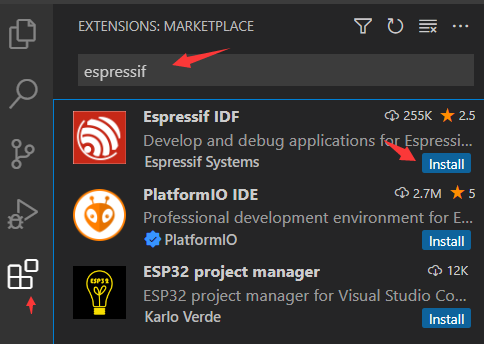 EXTENSIONS: MARKETPLACE
espressif
Espressif IDF 255K 2.5
Develop and debug applications for Espressi...
Espressif Systems Install
PlatformIO IDE 2.7M 5
Professional development environment for E...
PlatformIO Install
ESP32
ESP32 project manager 12K
ESP32 project manager for Visual Studio Co...
Karlo Verde Install